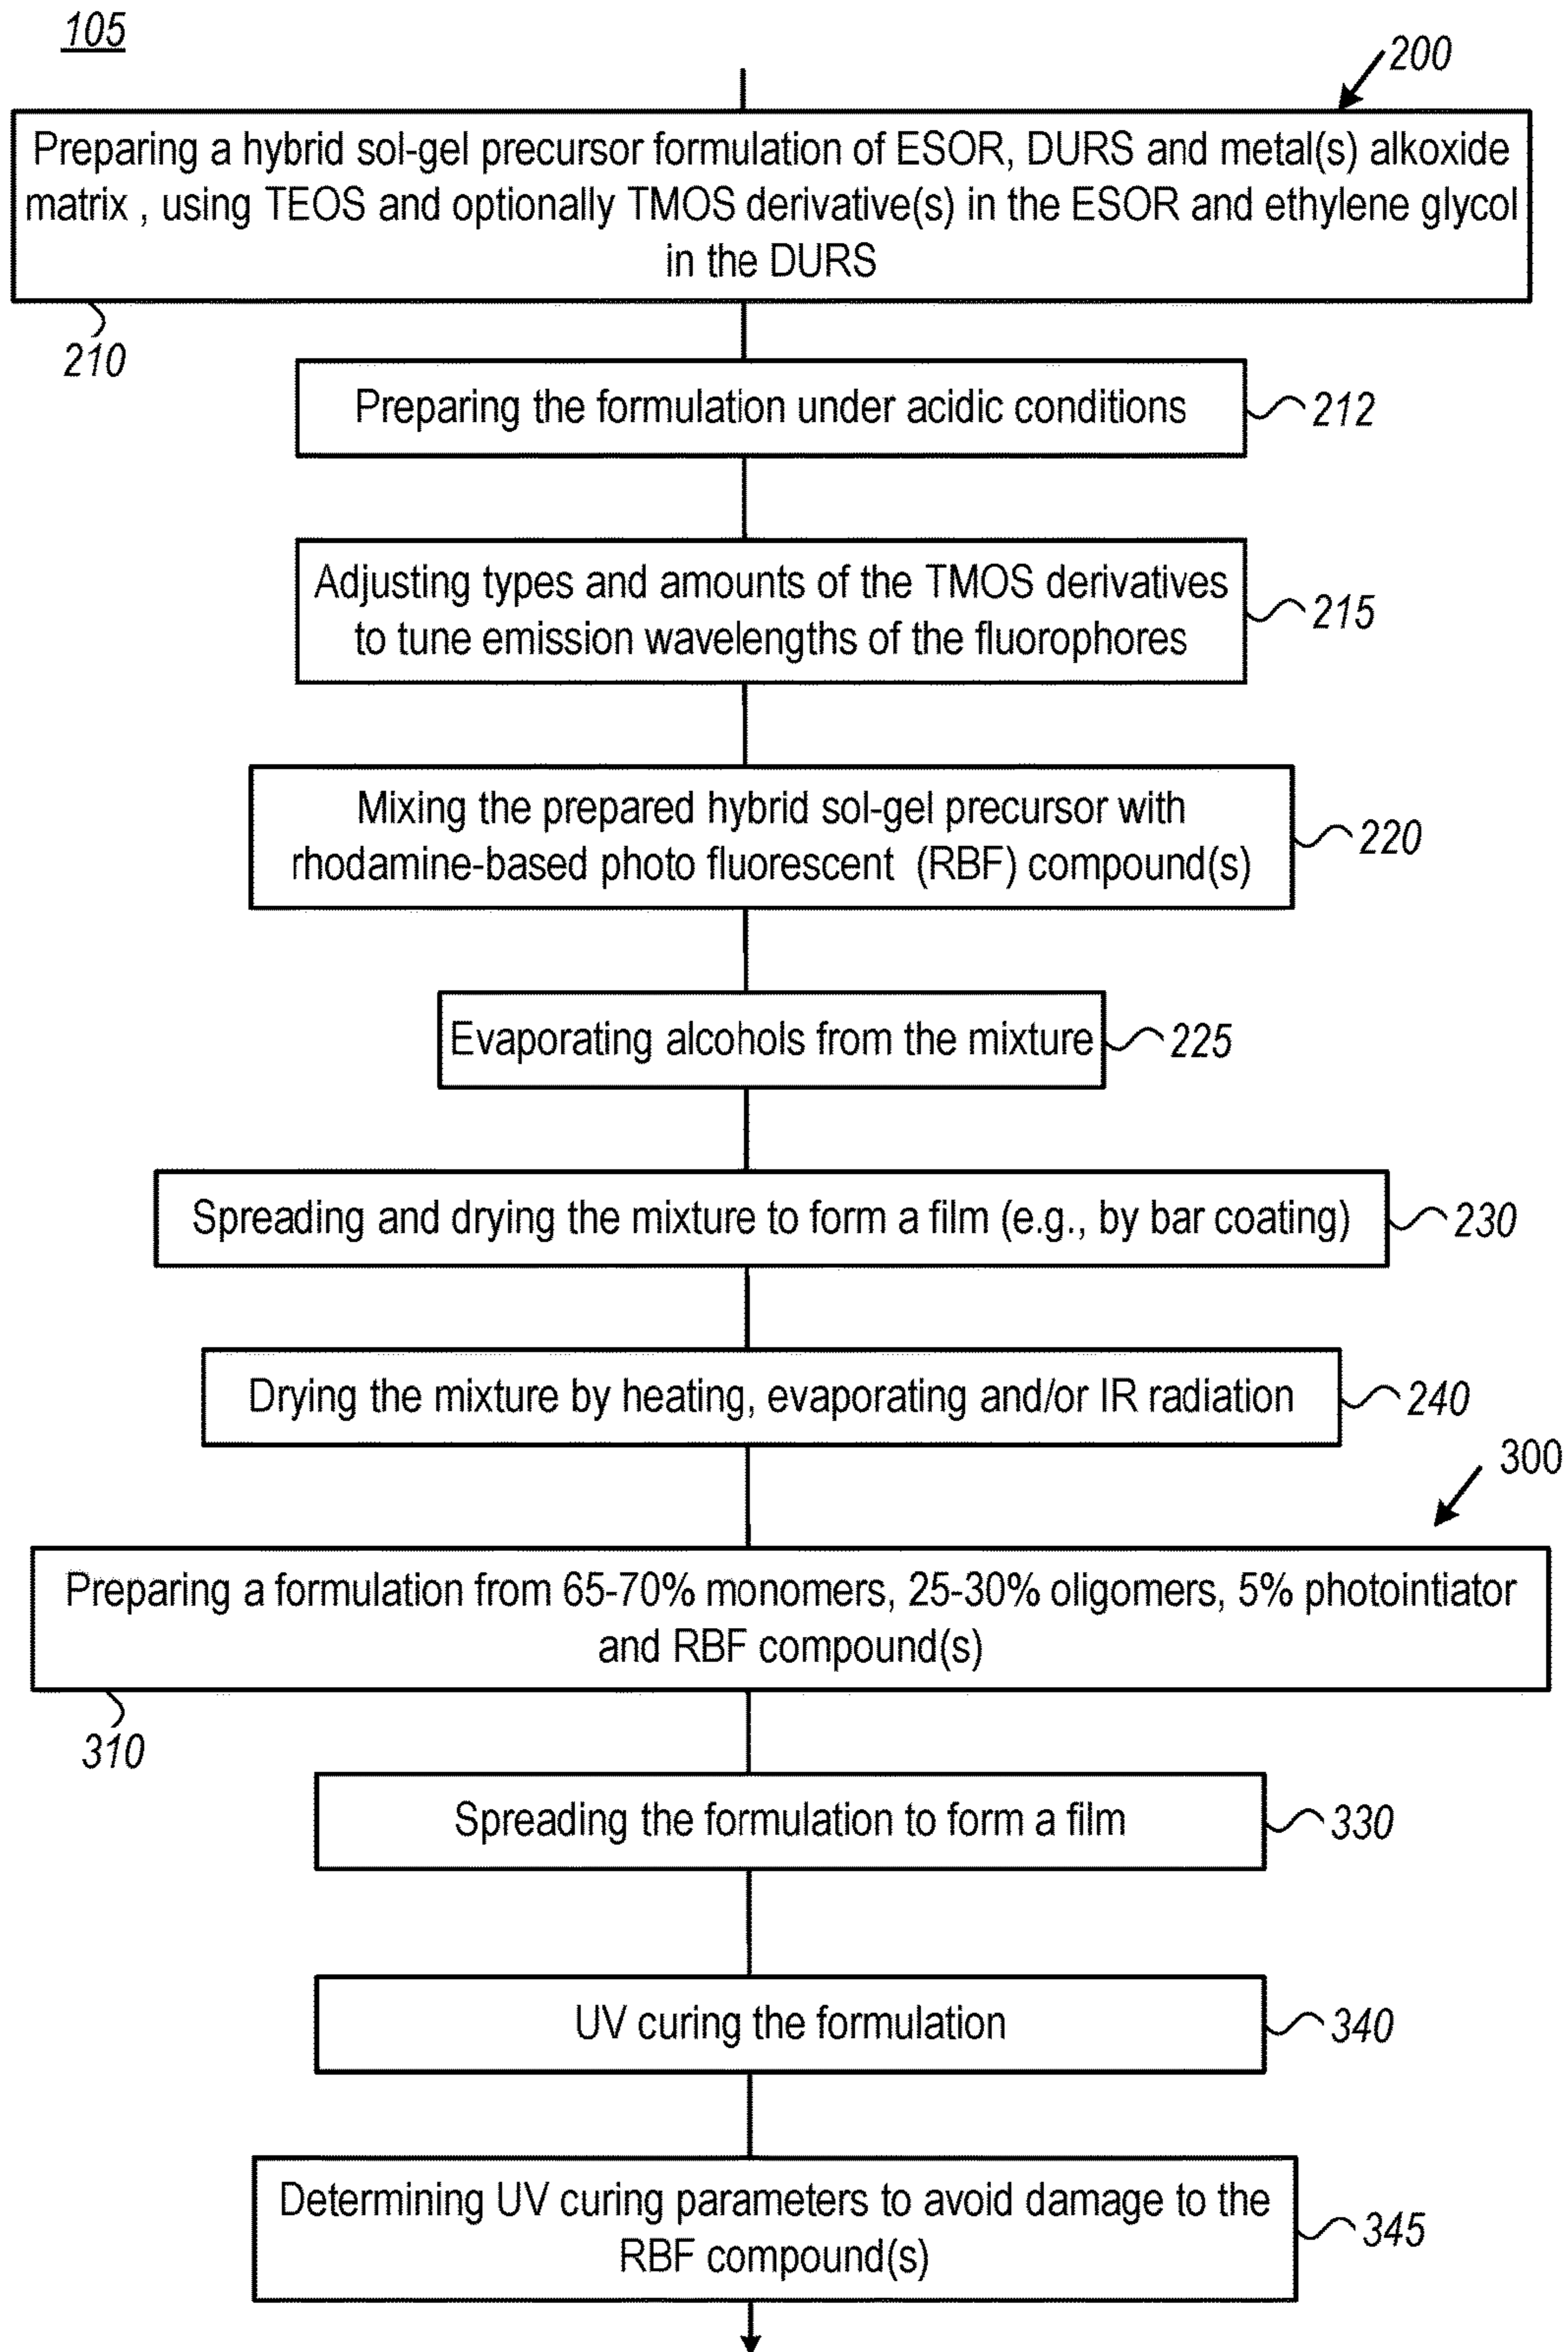 105
200
Preparing a hybrid sol-gel precursor formulation of ESOR, DURS and metal(s) alkoxide
matrix , using TEOS and optionally TMOS derivative(s) in the ESOR and ethylene glycol
in the DURS
210
Preparing the formulation under acidic conditions
212
Adjusting types and amounts of the TMOS derivatives
to tune emission wavelengths of the fluorophores
215
Mixing the prepared hybrid sol-gel precursor with
rhodamine-based photo fluorescent (RBF) compound(s)
220
Evaporating alcohols from the mixture
225
Spreading and drying the mixture to form a film (e.g., by bar coating)
230
Drying the mixture by heating, evaporating and/or IR radiation
240
300
Preparing a formulation from 65-70% monomers, 25-30% oligomers, 5% photointiator
and RBF compound(s)
310
Spreading the formulation to form a film
330
UV curing the formulation
340
Determining UV curing parameters to avoid damage to the
RBF compound(s)
345